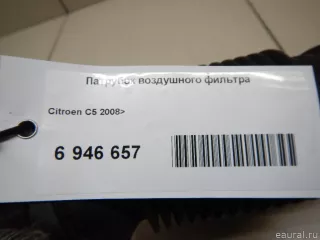 Патрубок воздушного фильтра
Citroen C5 2008>
6 946 657
eaural.ru